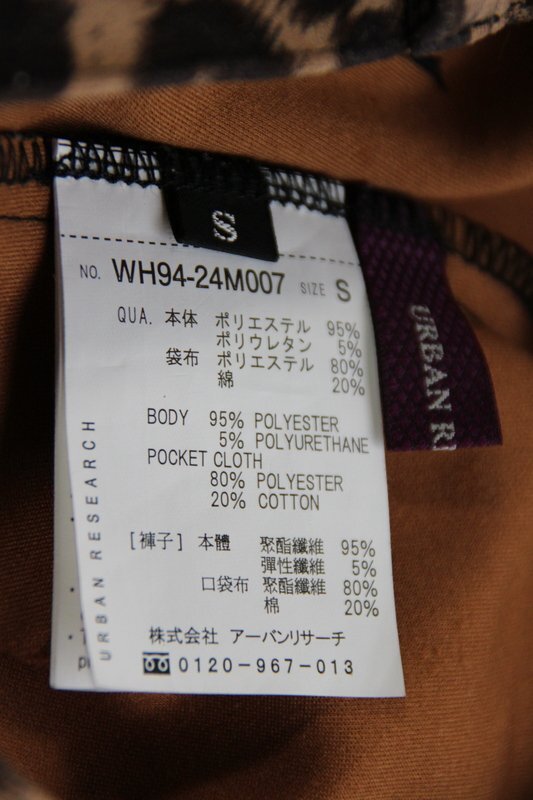 S
NO. WH94-24M007 SIZE S
QUA. 本体 ポリエステル 95%
ポリウレタン 5%
袋布 ポリエステル 80%
綿 20%
BODY 95% POLYESTER
5% POLYURETHANE
POCKET CLOTH
80% POLYESTER
20% COTTON
[褲子] 本體 聚酯纖維 95%
彈性纖維 5%
口袋布 聚酯纖維 80%
棉 20%
株式会社 アーバンリサーチ
0120-967-013
URBAN RESEARCH
URBAN